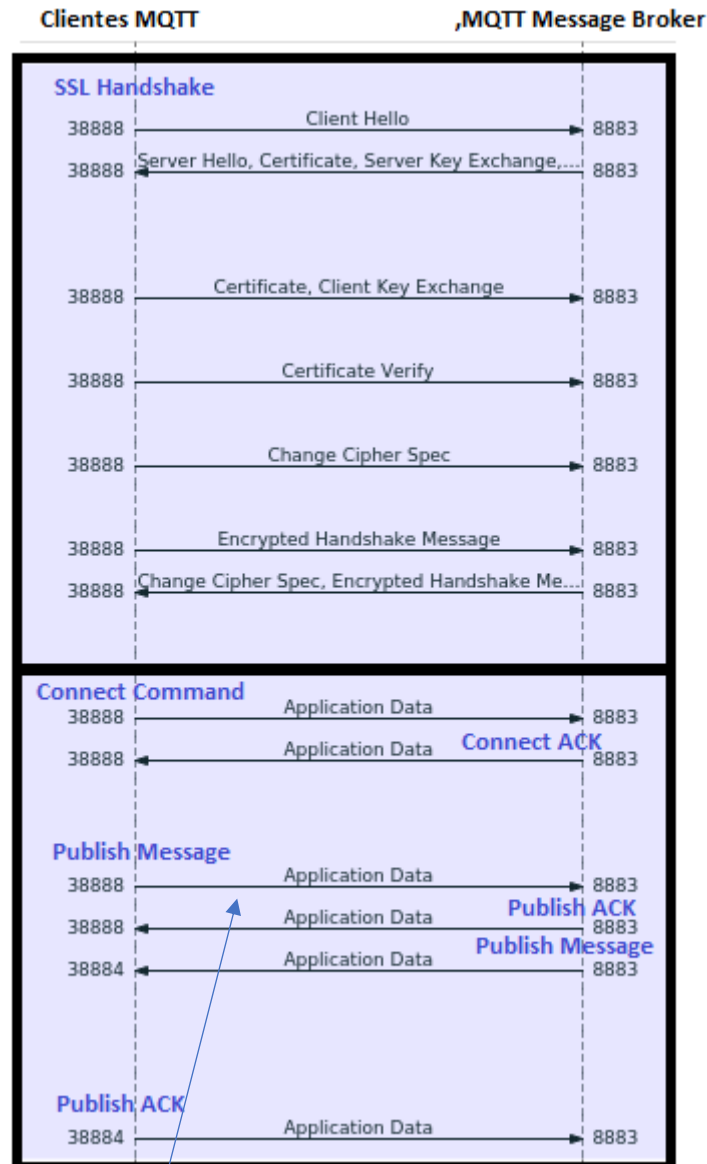 Clientes MQTT ,MQTT Message Broker
SSL Handshake
38888 Client Hello 8883
38888 Server Hello, Certificate, Server Key Exchange,... 8883
38888 Certificate, Client Key Exchange 8883
38888 Certificate Verify 8883
38888 Change Cipher Spec 8883
38888 Encrypted Handshake Message 8883
38888 Change Cipher Spec, Encrypted Handshake Me... 8883
Connect Command
38888 Application Data 8883
Connect ACK
38888 Application Data 8883
Publish Message
38888 Application Data 8883
Publish ACK
38888 Application Data 8883
Publish Message
38884 Application Data 8883
Publish ACK
38884 Application Data 8883